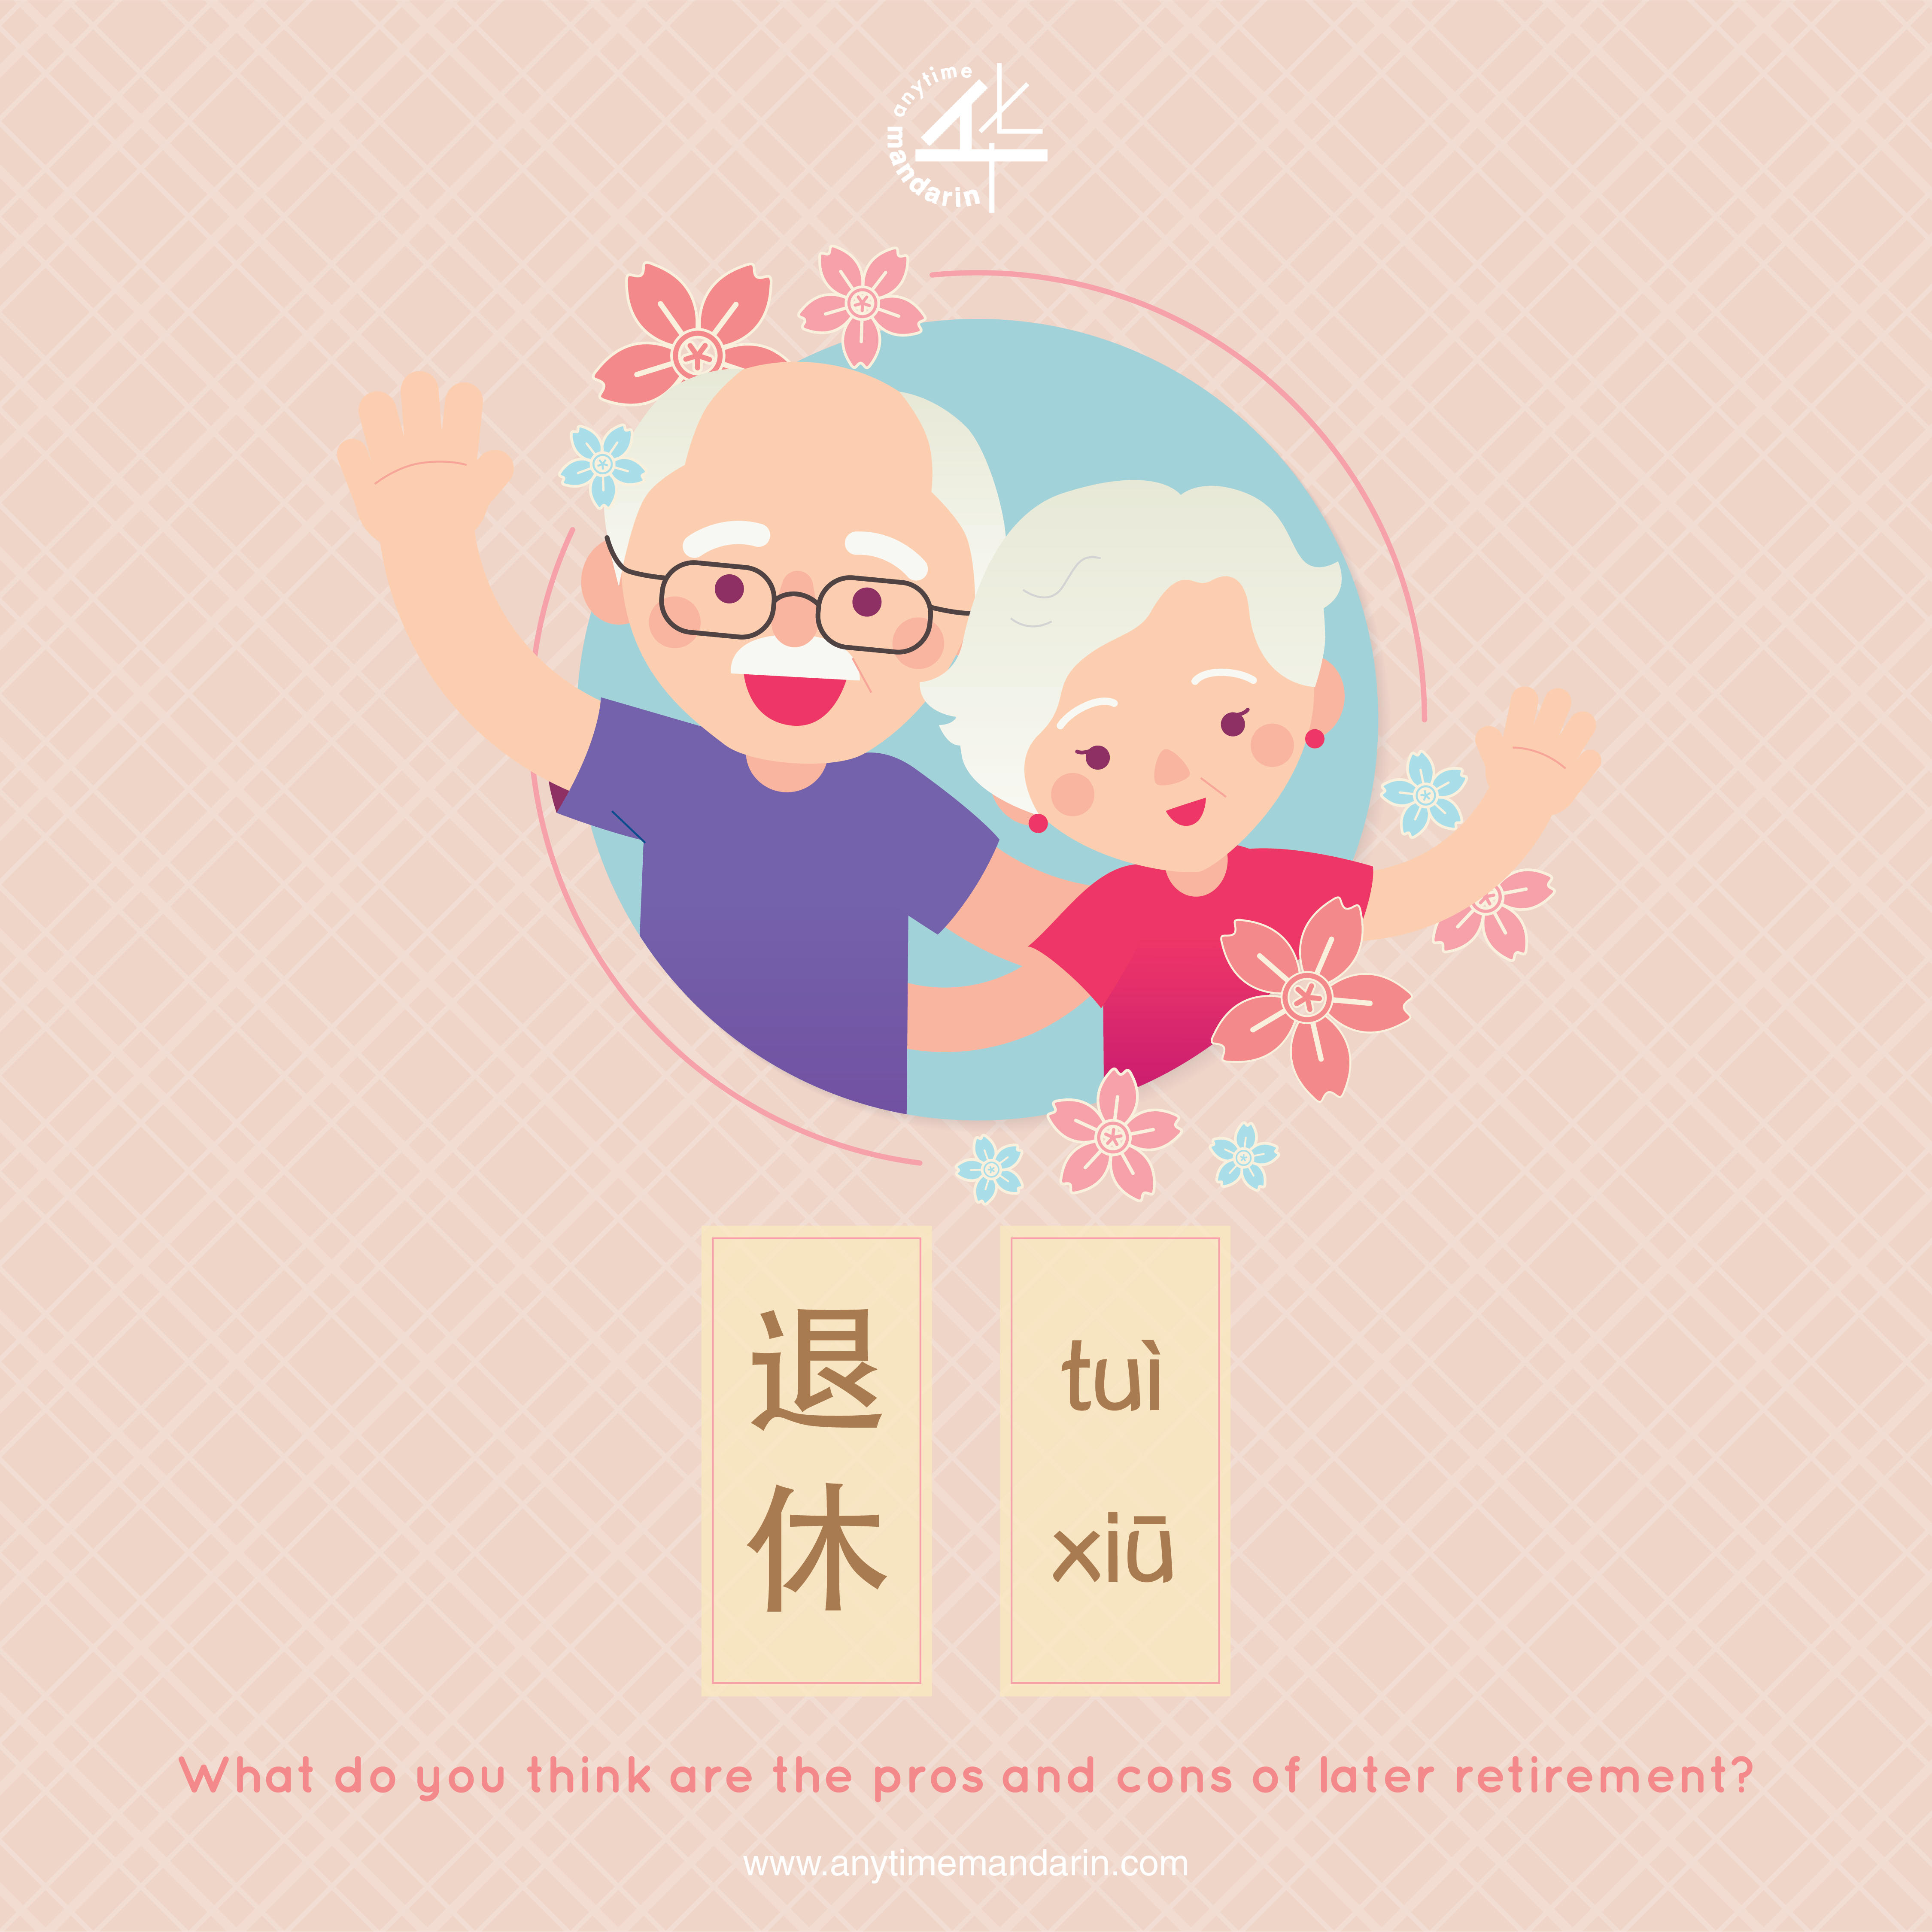 anytime
mandarin
华
退
休
tuì
xiū
What do you think are the pros and cons of later retirement?
www.anytimemandarin.com